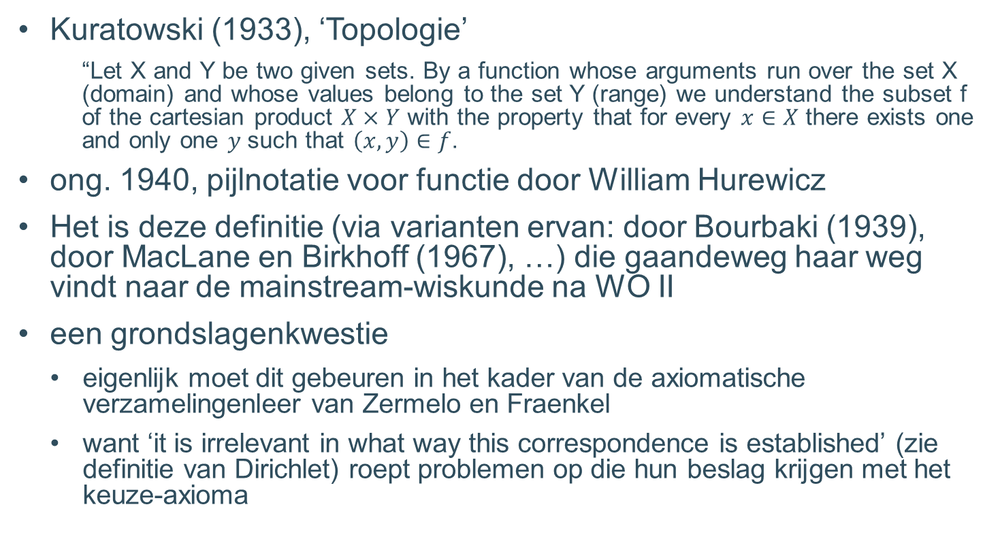 • Kuratowski (1933), ‘Topologie’
“Let X and Y be two given sets. By a function whose arguments run over the set X
(domain) and whose values belong to the set Y (range) we understand the subset f
of the cartesian product 𝑋 × 𝑌 with the property that for every 𝑥 ∈ 𝑋 there exists one
and only one 𝑦 such that (𝑥, 𝑦) ∈ 𝑓.
• ong. 1940, pijlnotatie voor functie door William Hurewicz
• Het is deze definitie (via varianten ervan: door Bourbaki (1939),
door MacLane en Birkhoff (1967), …) die gaandeweg haar weg
vindt naar de mainstream-wiskunde na WO II
• een grondslagenkwestie
• eigenlijk moet dit gebeuren in het kader van de axiomatische
verzamelingenleer van Zermelo en Fraenkel
• want ‘it is irrelevant in what way this correspondence is established’ (zie
definitie van Dirichlet) roept problemen op die hun beslag krijgen met het
keuze-axioma